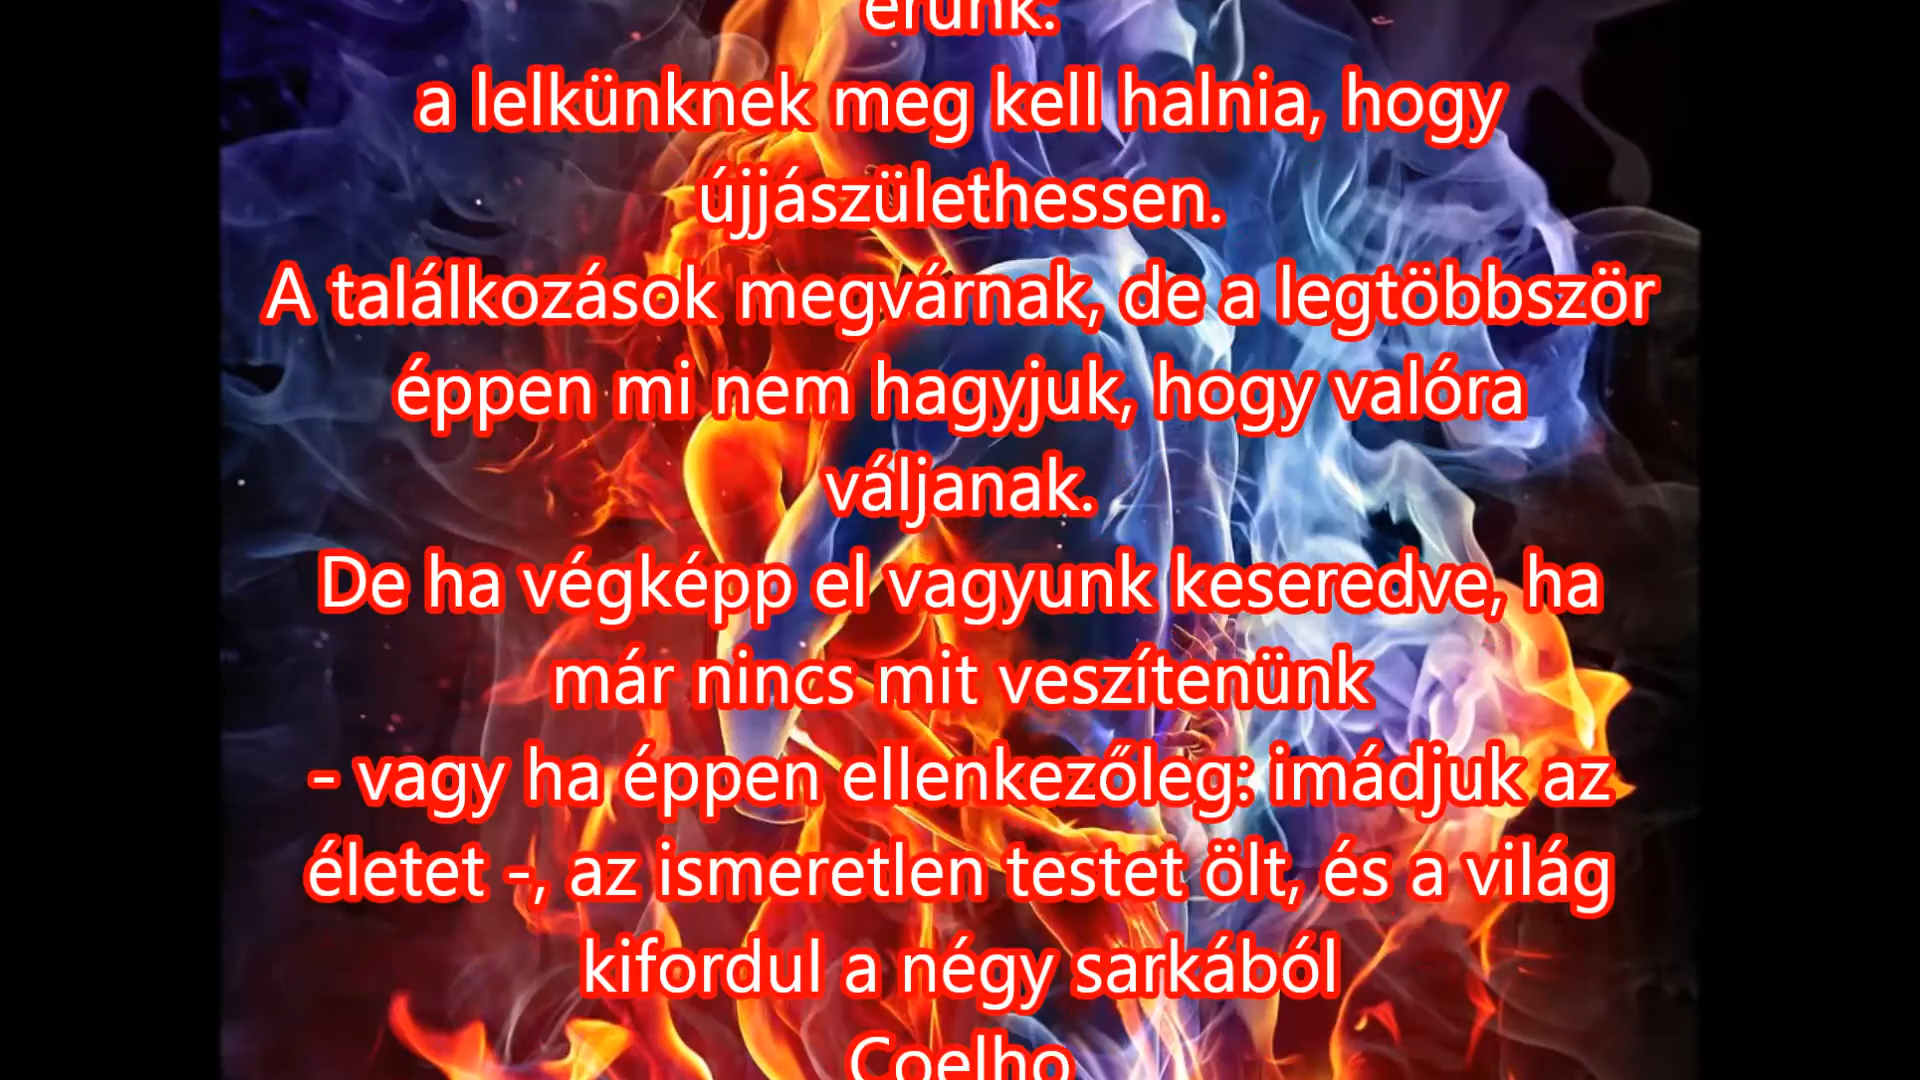 érünk:
a lelkünknek meg kell halnia, hogy
újjászülethessen.
A találkozások megvárnak, de a legtöbbször
éppen mi nem hagyjuk, hogy valóra
váljanak.
De ha végképp el vagyunk keseredve, ha
már nincs mit veszítenünk
- vagy ha éppen ellenkezőleg: imádjuk az
életet -, az ismeretlen testet ölt, és a világ
kifordul a négy sarkából
Coelho